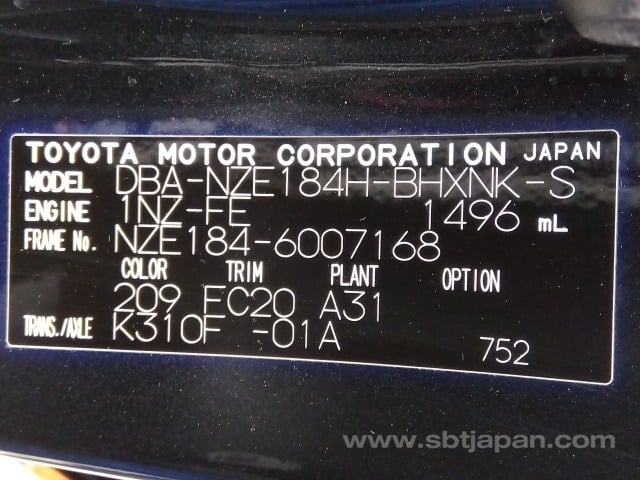 TOYOTA MOTOR CORPORATION JAPAN
MODEL DBA-NZE184H-BHXNK-S
ENGINE 1NZ-FE 1496 mL
FRAME No. NZE184-6007168
COLOR TRIM PLANT OPTION
209 FC20 A31
TRANS./AXLE K310F -01A
752
www.sbtjapan.com